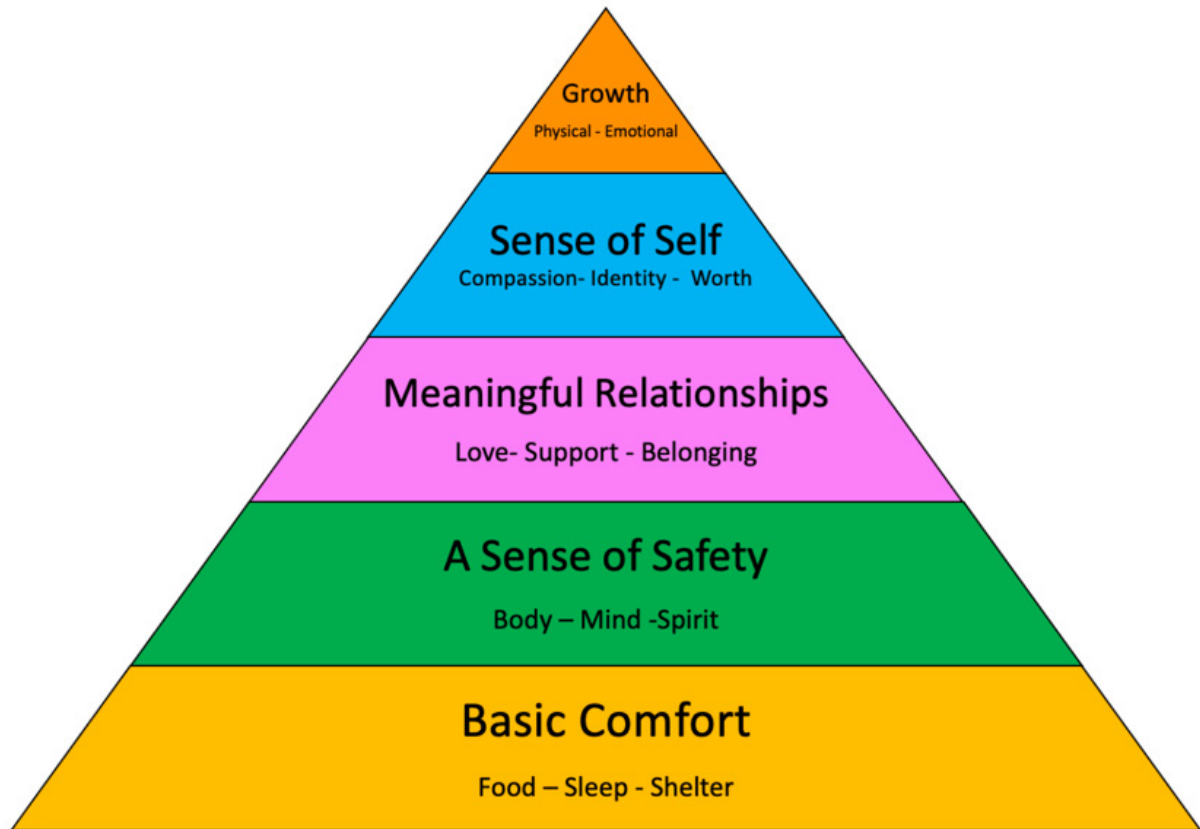 Growth
Physical - Emotional
Sense of Self
Compassion- Identity -  Worth
Meaningful Relationships
Love- Support - Belonging
A Sense of Safety
Body – Mind -Spirit
Basic Comfort
Food – Sleep - Shelter